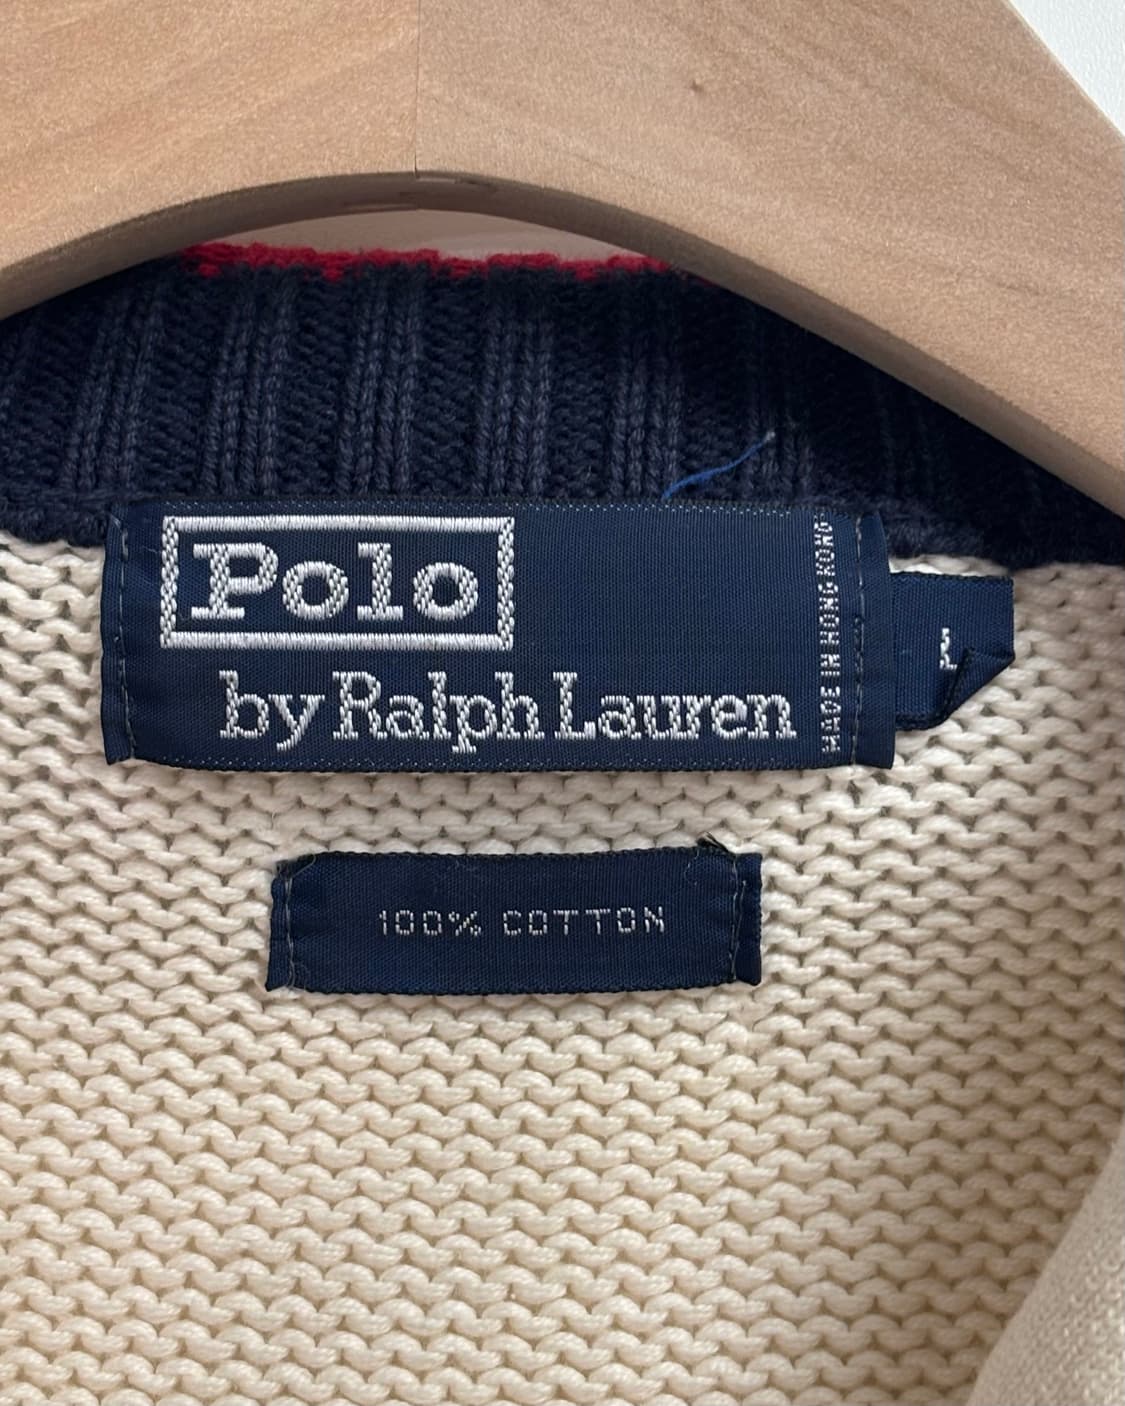 Polo
by Ralph Lauren
MADE IN HONG KONG
L
100% COTTON